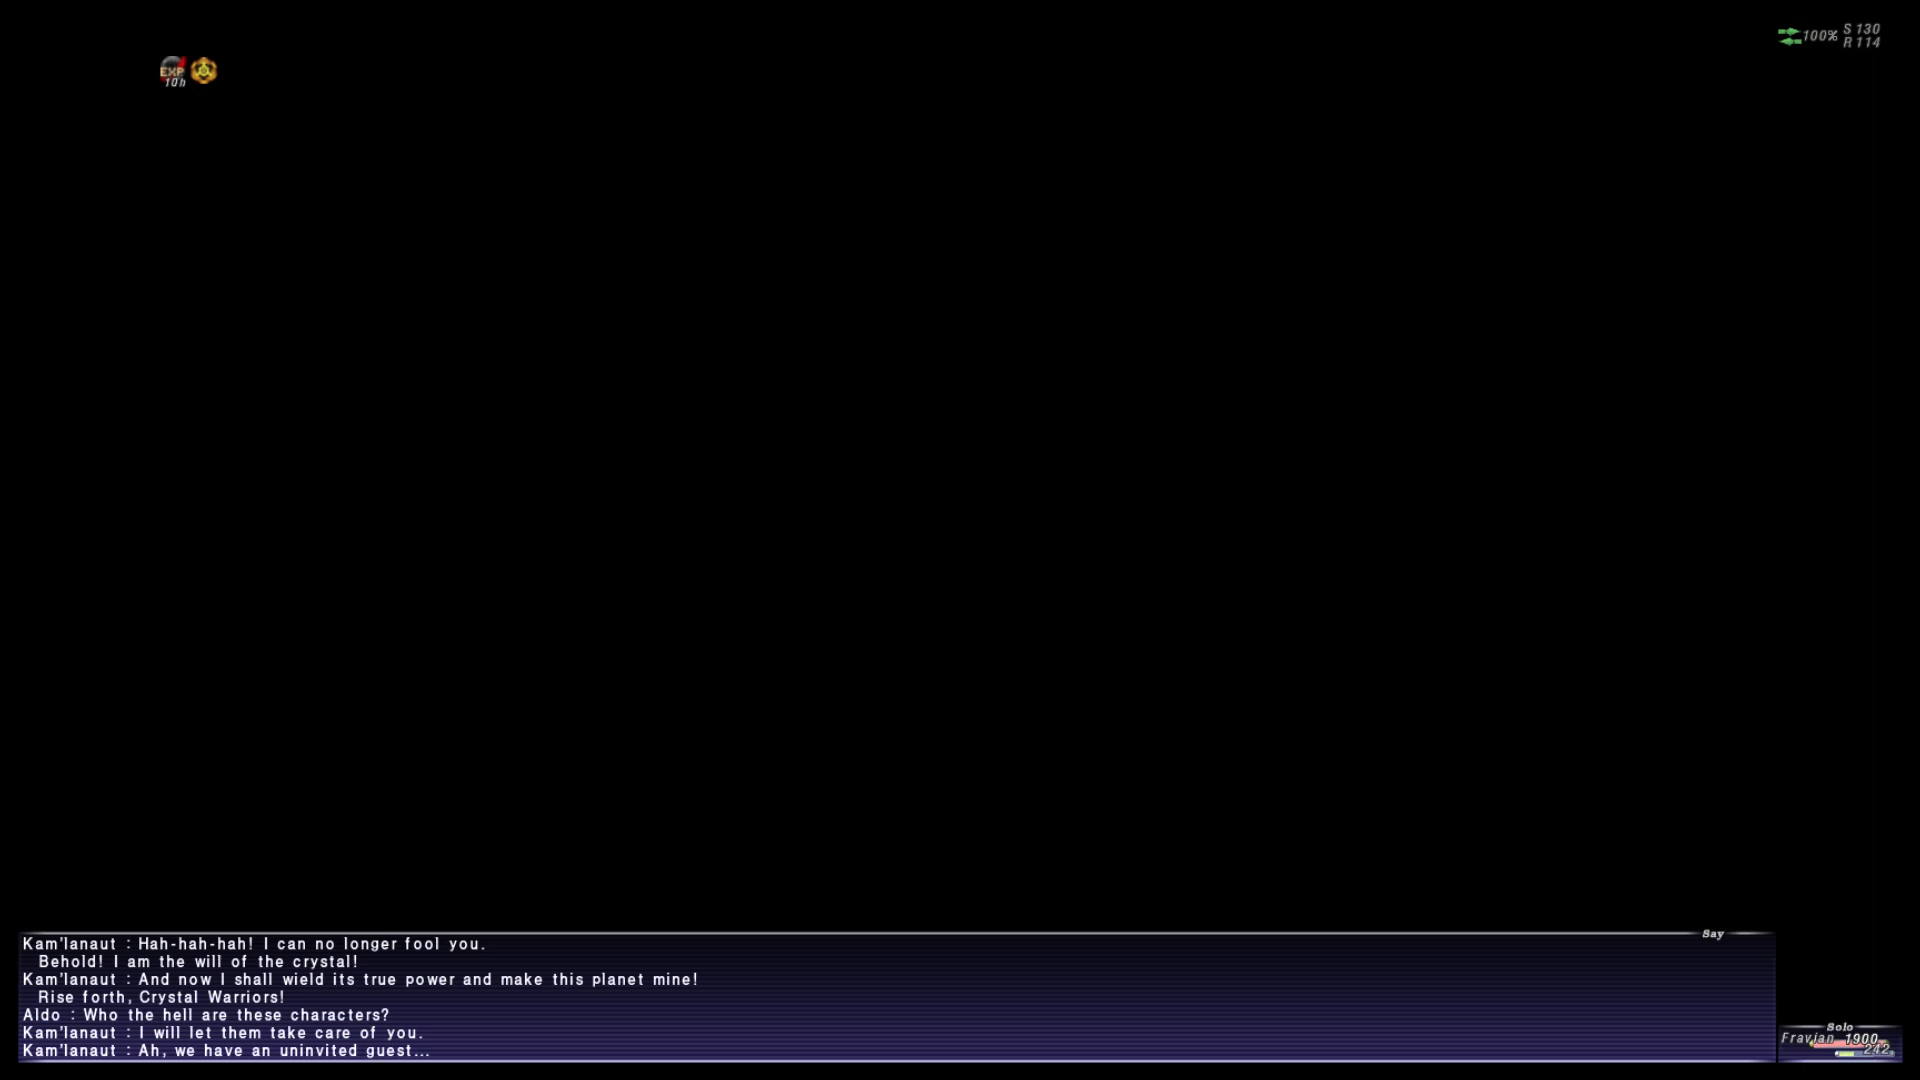 100% S 130
R 114
EXP
10h
Say
Kam'lanaut : Hah-hah-hah! I can no longer fool you.
Behold! I am the will of the crystal!
Kam'lanaut : And now I shall wield its true power and make this planet mine!
Rise forth, Crystal Warriors!
Aldo : Who the hell are these characters?
Kam'lanaut : I will let them take care of you.
Kam'lanaut : Ah, we have an uninvited guest...
Solo
Fravian 1900
242